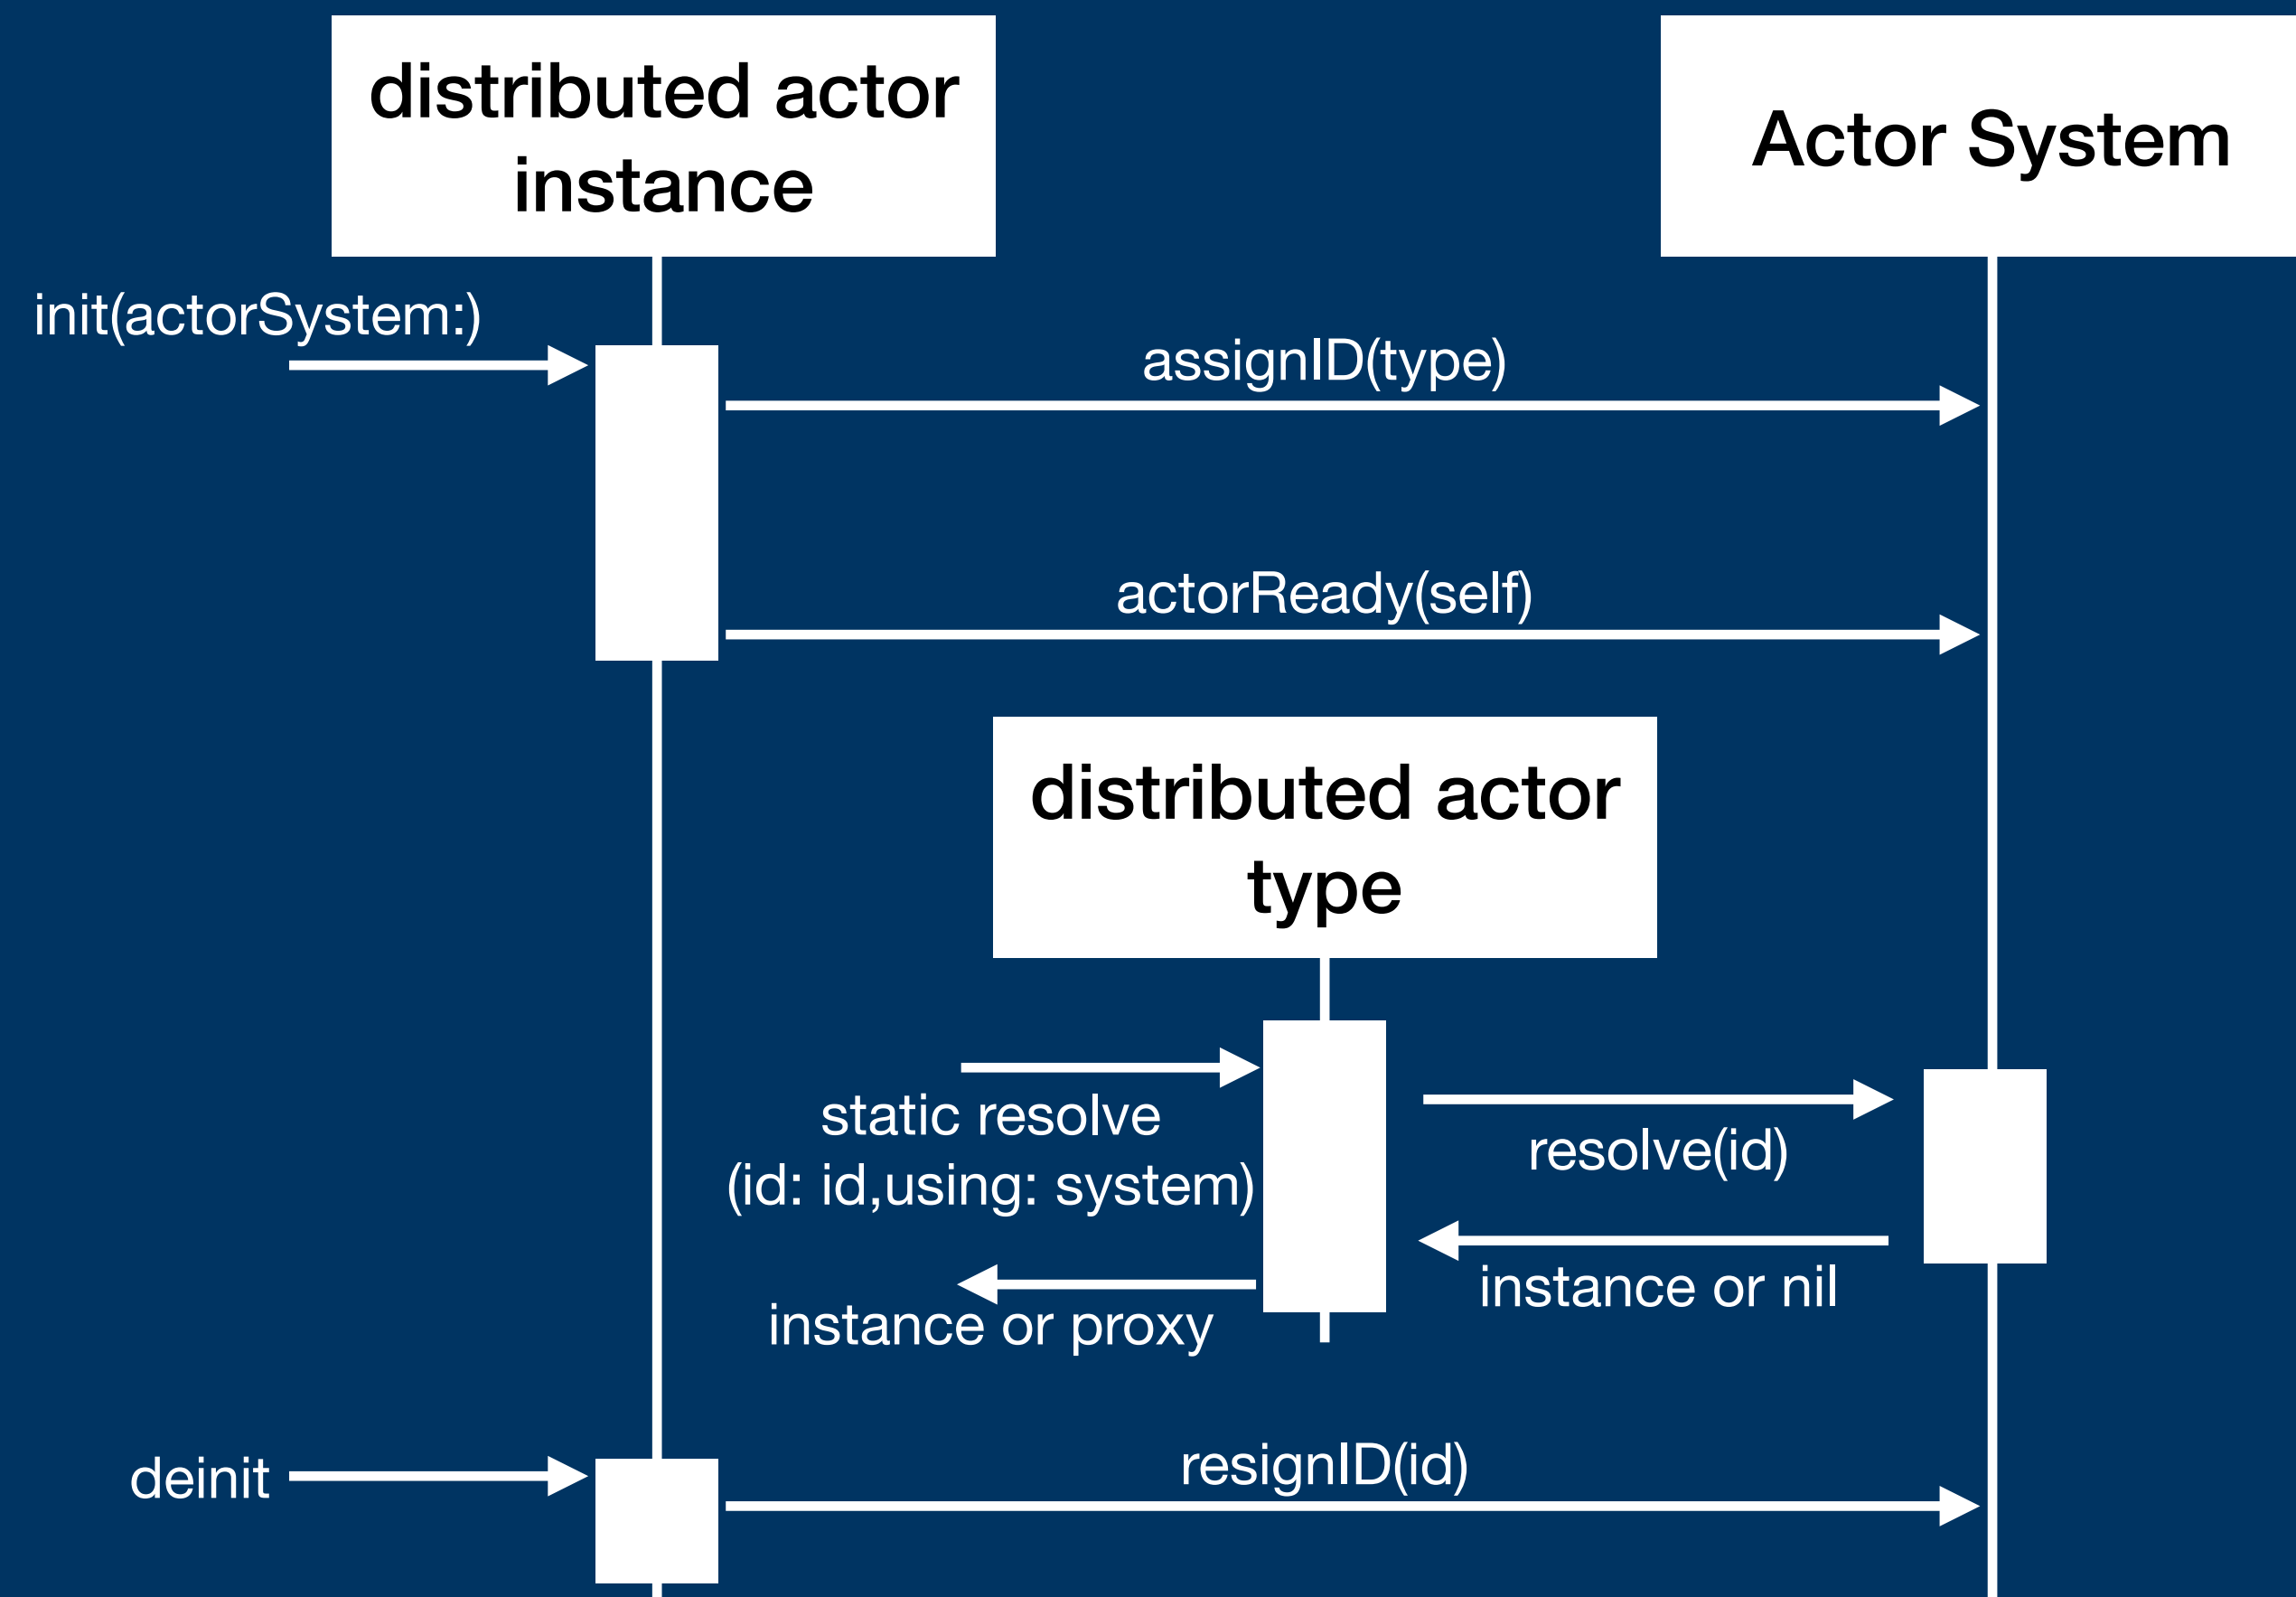 distributed actor
instance
Actor System
init(actorSystem:)
assignID(type)
actorReady(self)
distributed actor
type
static resolve
(id: id,using: system)
resolve(id)
instance or nil
instance or proxy
deinit
resignID(id)